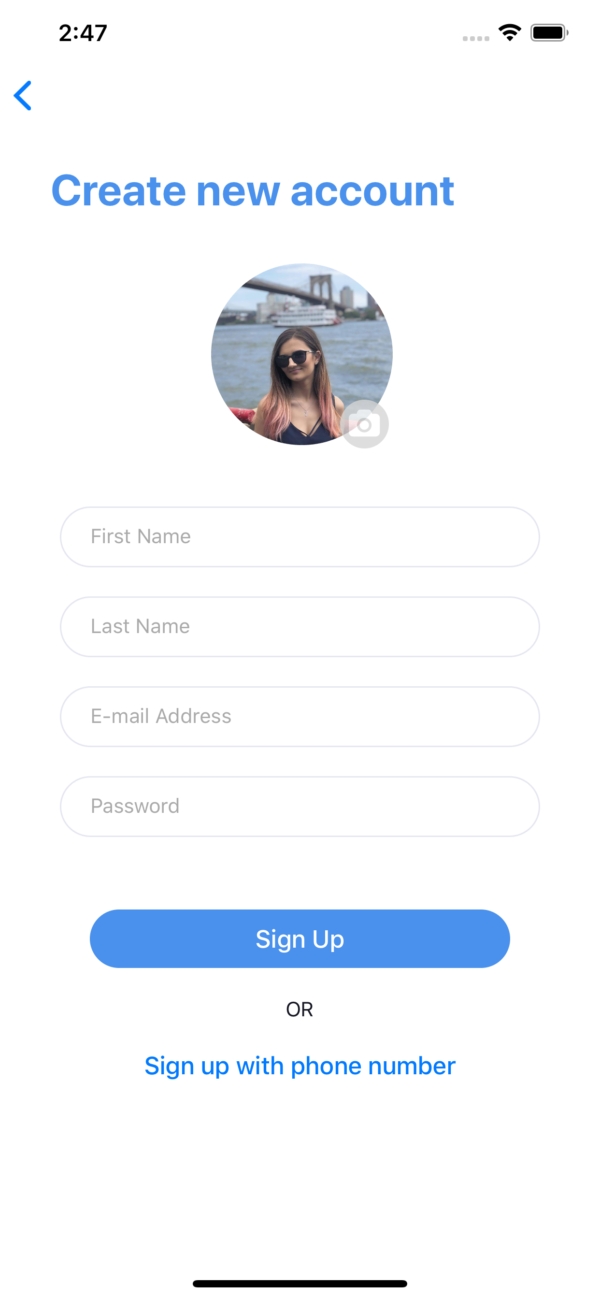 2:47
Create new account
First Name
Last Name
E-mail Address
Password
Sign Up
OR
Sign up with phone number